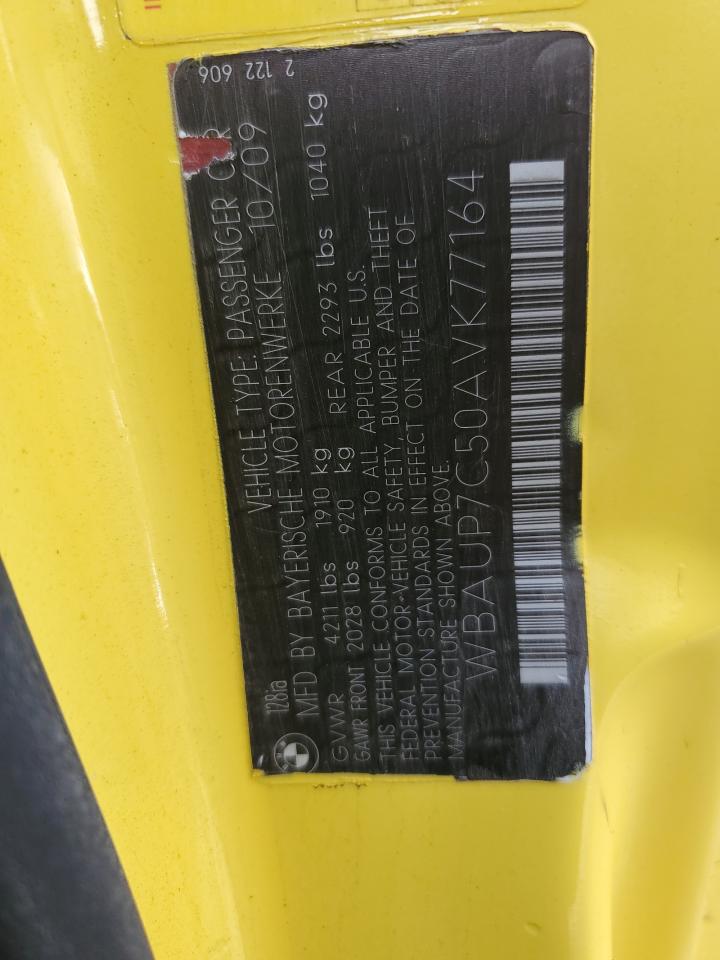 2 122 606
128ia VEHICLE TYPE: PASSENGER CAR
MFD BY BAYERISCHE MOTORENWERKE 10/09
GVWR 4211 lbs 1910 kg
GAWR FRONT 2028 lbs 920 kg REAR 2293 lbs 1040 kg
THIS VEHICLE CONFORMS TO ALL APPLICABLE U.S.
FEDERAL MOTOR-VEHICLE SAFETY, BUMPER AND THEFT
PREVENTION STANDARDS IN EFFECT ON THE DATE OF
MANUFACTURE SHOWN ABOVE.
WBAUP7C50AVK77164